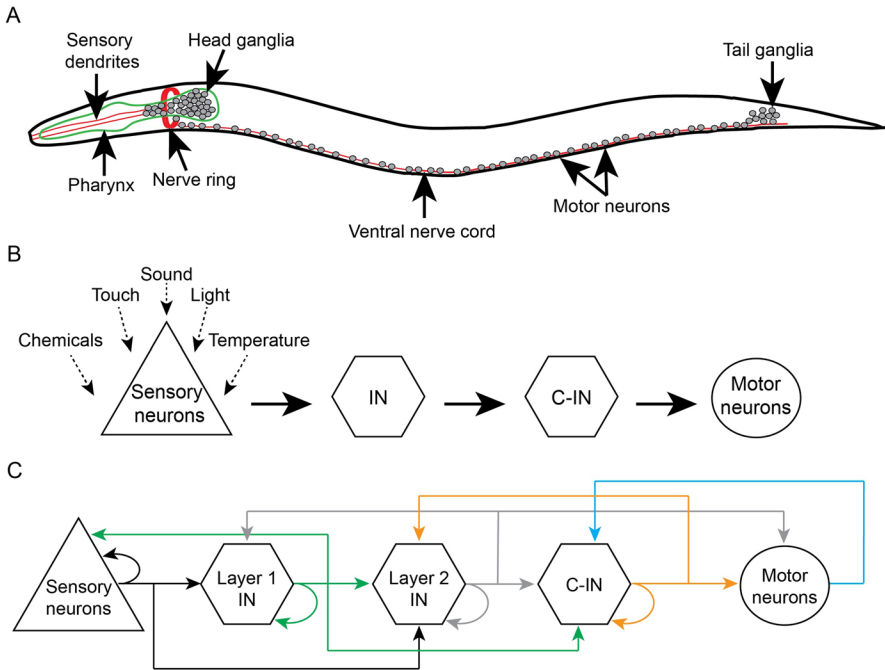 A
Sensory
dendrites
Head ganglia
Tail ganglia
Pharynx
Nerve ring
Motor neurons
Ventral nerve cord
B
Sound
Touch
Light
Chemicals
Temperature
Sensory
neurons
IN
C-IN
Motor
neurons
C
Sensory
neurons
Layer 1
IN
Layer 2
IN
C-IN
Motor
neurons